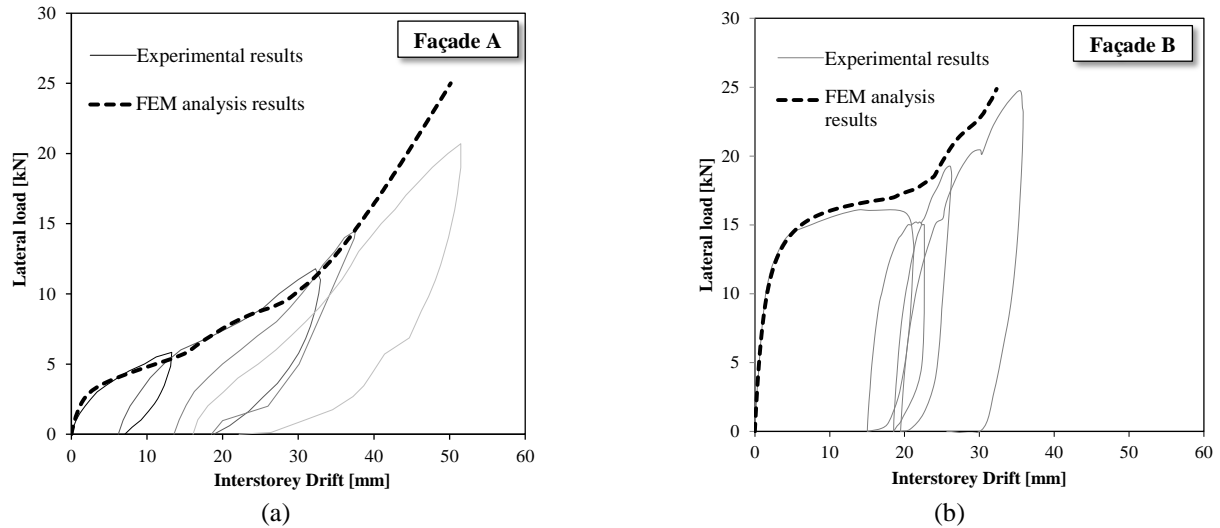 Façade A
Experimental results
FEM analysis results
Lateral load [kN]
30
25
20
15
10
5
0
0 10 20 30 40 50 60
Interstorey Drift [mm]
(a)
Façade B
Experimental results
FEM analysis
results
Lateral load [kN]
30
25
20
15
10
5
0
0 10 20 30 40 50 60
Interstorey Drift [mm]
(b)